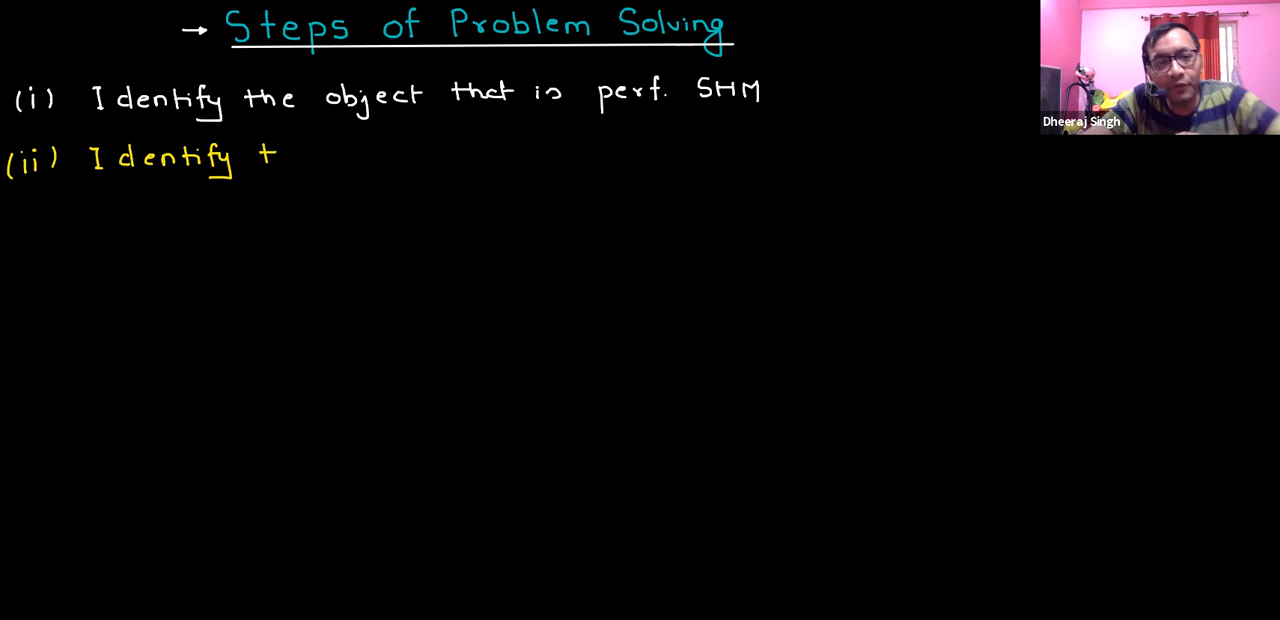 → Steps of Problem Solving
(i) Identify the object that is perf. SHM
Dheeraj Singh
(ii) Identify t